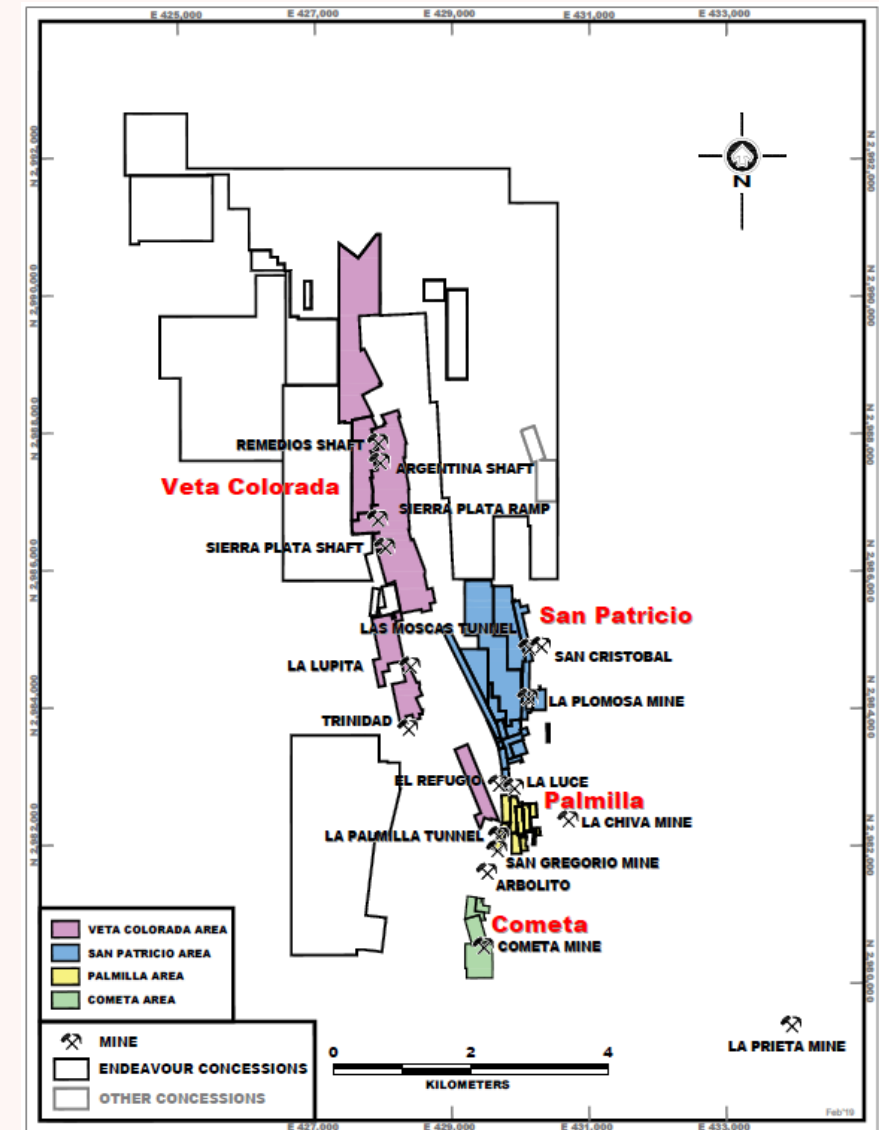 E 425,000
E 427,000
E 429,000
E 431,000
E 433,000
N 2,992,000
N 2,992,000
N
N 2,990,000
N 2,990,000
N 2,988,000
N 2,988,000
REMEDIOS SHAFT
ARGENTINA SHAFT
Veta Colorada
SIERRA PLATA RAMP
SIERRA PLATA SHAFT
N 2,986,000
N 2,986,000
San Patricio
LAS MOSCAS TUNNEL
SAN CRISTOBAL
LA LUPITA
LA PLOMOSA MINE
N 2,984,000
N 2,984,000
TRINIDAD
EL REFUGIO
LA LUCE
Palmilla
LA CHIVA MINE
LA PALMILLA TUNNEL
N 2,982,000
N 2,982,000
SAN GREGORIO MINE
ARBOLITO
Cometa
COMETA MINE
VETA COLORADA AREA
SAN PATRICIO AREA
PALMILLA AREA
COMETA AREA
N 2,980,000
MINE
ENDEAVOUR CONCESSIONS
OTHER CONCESSIONS
0 2 4
KILOMETERS
LA PRIETA MINE
Feb'19
E 427,000
E 429,000
E 431,000
E 433,000